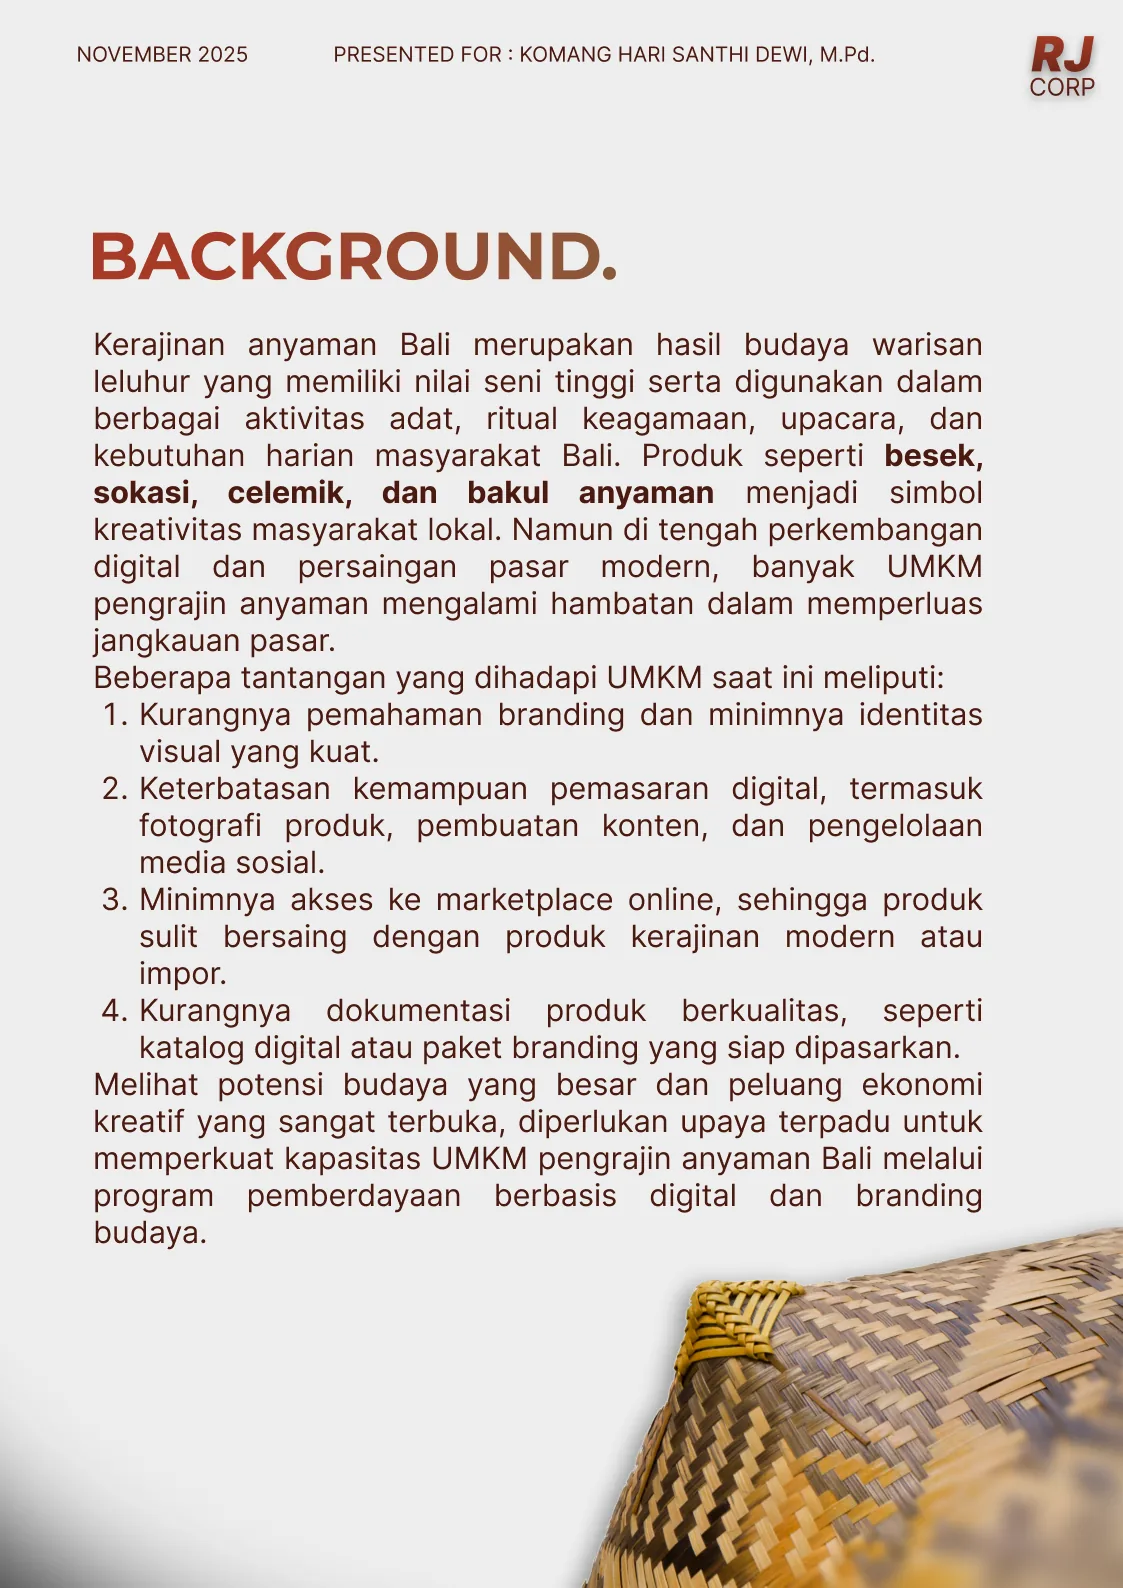 NOVEMBER 2025
PRESENTED FOR : KOMANG HARI SANTHI DEWI, M.Pd.
RJ
CORP
BACKGROUND.
Kerajinan anyaman Bali merupakan hasil budaya warisan
leluhur yang memiliki nilai seni tinggi serta digunakan dalam
berbagai aktivitas adat, ritual keagamaan, upacara, dan
kebutuhan harian masyarakat Bali. Produk seperti besek,
sokasi, celemik, dan bakul anyaman menjadi simbol
kreativitas masyarakat lokal. Namun di tengah perkembangan
digital dan persaingan pasar modern, banyak UMKM
pengrajin anyaman mengalami hambatan dalam memperluas
jangkauan pasar.
Beberapa tantangan yang dihadapi UMKM saat ini meliputi:
1. Kurangnya pemahaman branding dan minimnya identitas
visual yang kuat.
2. Keterbatasan kemampuan pemasaran digital, termasuk
fotografi produk, pembuatan konten, dan pengelolaan
media sosial.
3. Minimnya akses ke marketplace online, sehingga produk
sulit bersaing dengan produk kerajinan modern atau
impor.
4. Kurangnya dokumentasi produk berkualitas, seperti
katalog digital atau paket branding yang siap dipasarkan.
Melihat potensi budaya yang besar dan peluang ekonomi
kreatif yang sangat terbuka, diperlukan upaya terpadu untuk
memperkuat kapasitas UMKM pengrajin anyaman Bali melalui
program pemberdayaan berbasis digital dan branding
budaya.